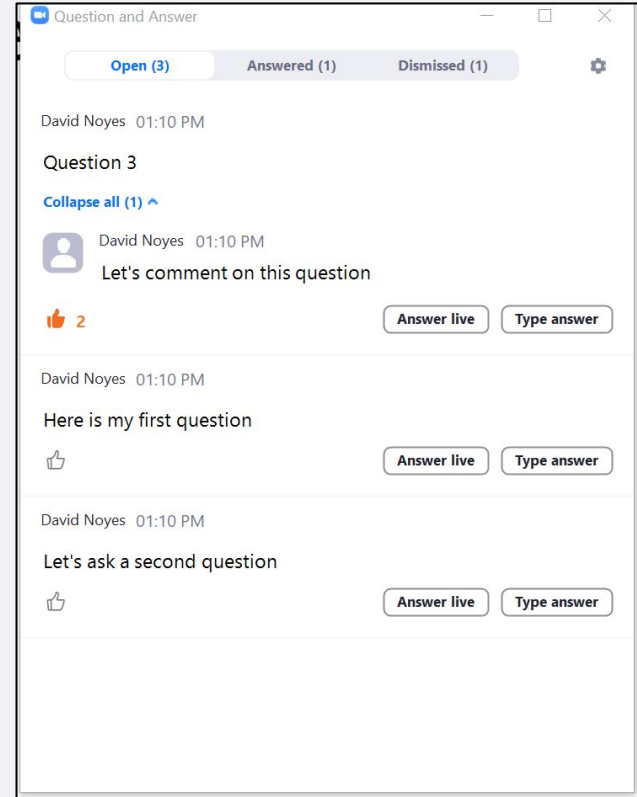 Question and Answer
Open (3) Answered (1) Dismissed (1)
David Noyes 01:10 PM
Question 3
Collapse all (1)
David Noyes 01:10 PM
Let's comment on this question
2 Answer live Type answer
David Noyes 01:10 PM
Here is my first question
Answer live Type answer
David Noyes 01:10 PM
Let's ask a second question
Answer live Type answer